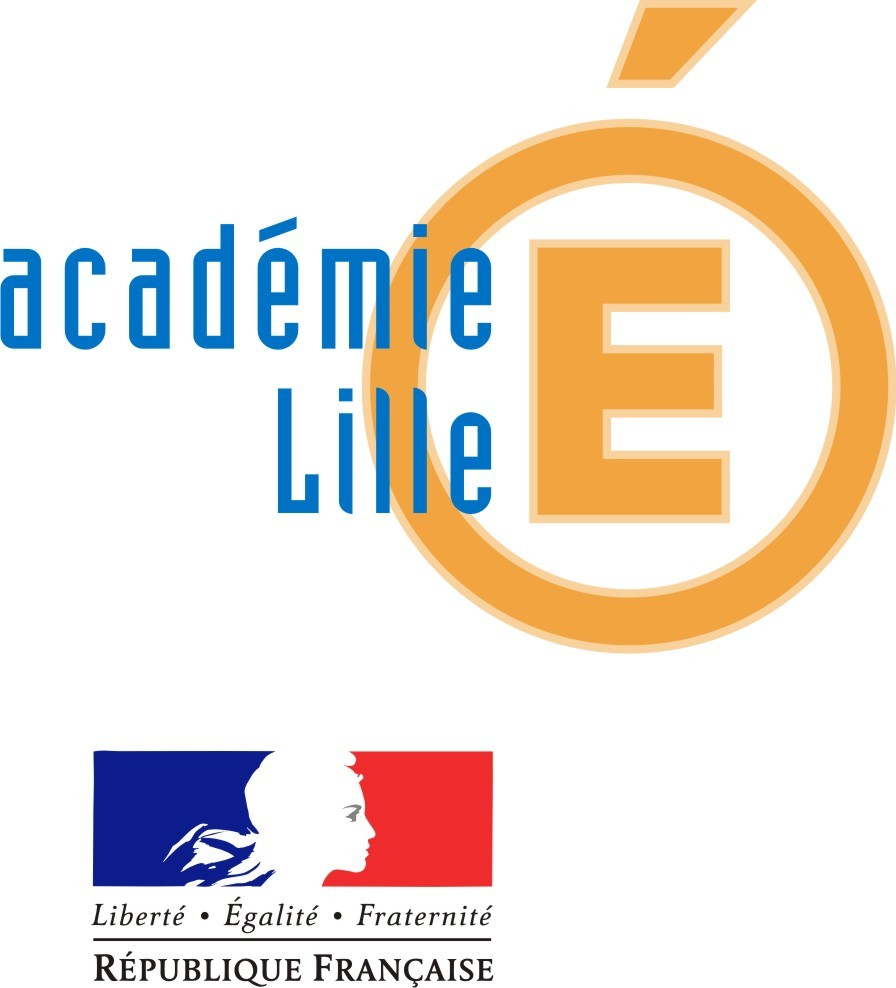 académie
Lille
É
Liberté • Égalité • Fraternité
RÉPUBLIQUE FRANÇAISE